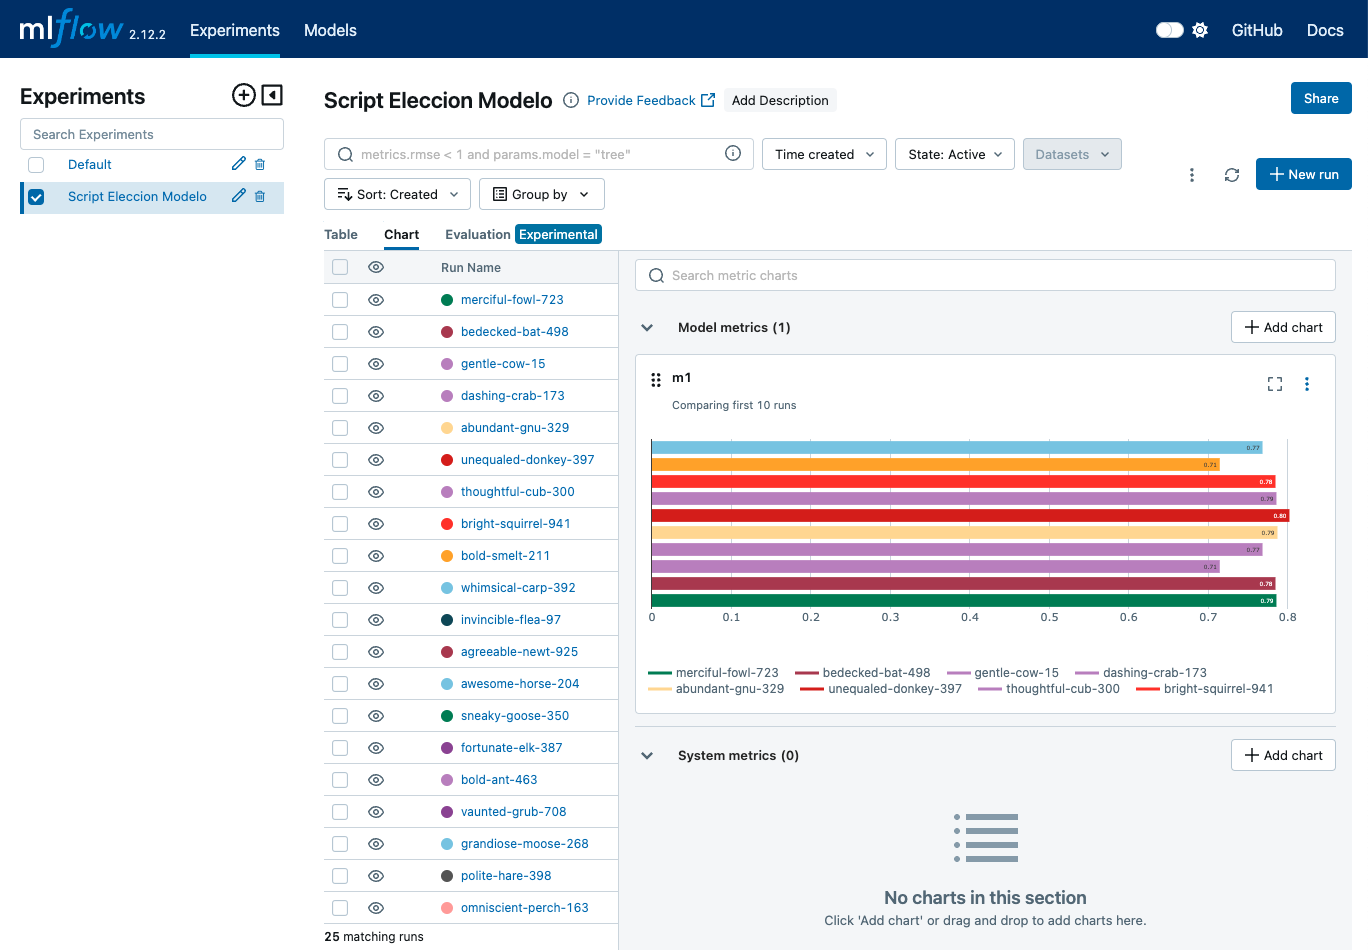 mlflow 2.12.2 Experiments Models GitHub Docs
Experiments
Search Experiments
Default
Script Eleccion Modelo
Script Eleccion Modelo Provide Feedback Add Description Share
metrics.rmse < 1 and params.model = "tree" Time created State: Active Datasets
Sort: Created Group by New run
Table Chart Evaluation Experimental
Run Name
merciful-fowl-723
bedecked-bat-498
gentle-cow-15
dashing-crab-173
abundant-gnu-329
unequaled-donkey-397
thoughtful-cub-300
bright-squirrel-941
bold-smelt-211
whimsical-carp-392
invincible-flea-97
agreeable-newt-925
awesome-horse-204
sneaky-goose-350
fortunate-elk-387
bold-ant-463
vaunted-grub-708
grandiose-moose-268
polite-hare-398
omniscient-perch-163
25 matching runs
Search metric charts
Model metrics (1) Add chart
m1
Comparing first 10 runs
0.77
0.71
0.78
0.79
0.80
0.79
0.77
0.71
0.78
0.79
0 0.1 0.2 0.3 0.4 0.5 0.6 0.7 0.8
merciful-fowl-723 bedecked-bat-498 gentle-cow-15 dashing-crab-173
abundant-gnu-329 unequaled-donkey-397 thoughtful-cub-300 bright-squirrel-941
System metrics (0) Add chart
No charts in this section
Click 'Add chart' or drag and drop to add charts here.